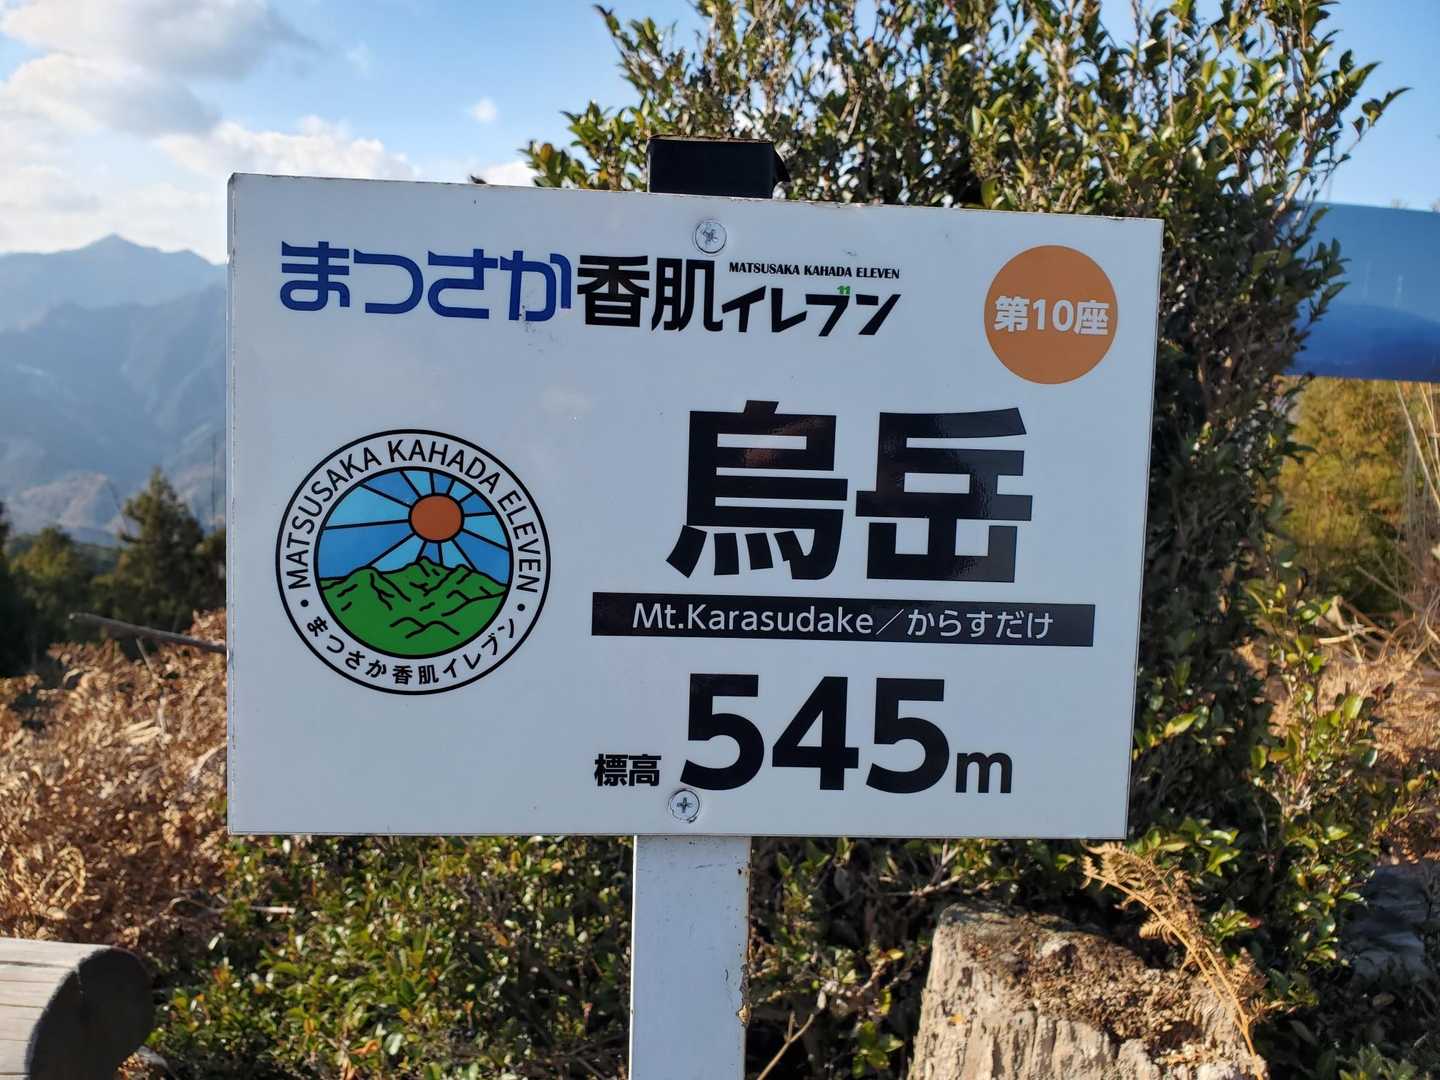 まつさか香肌イレブン
MATSUSAKA KAHADA ELEVEN
11
第10座
MATSUSAKA KAHADA ELEVEN
・まつさか香肌イレブン・
烏岳
Mt.Karasudake／からすだけ
標高 545m